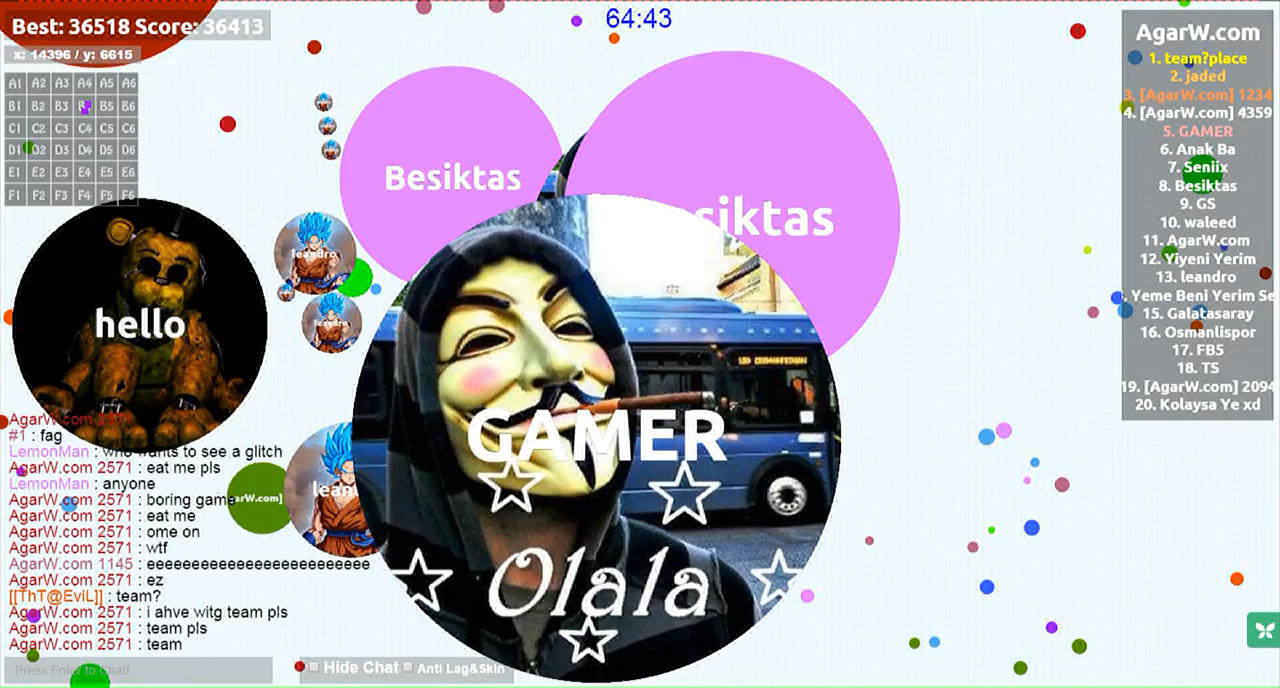 64:43
Best: 36518 Score: 36413
x: 14396 / y: 6615
A1 A2 A3 A4 A5 A6
B1 B2 B3 B5 B6
C1 C2 C3 C4 C5 C6
D1 D2 D3 D4 D5 D6
E1 E2 E3 E4 E5 E6
F1 F2 F3 F4 F5 F6
Besiktas
siktas
hello
leandro
leandro
lean
arW.com]
GAMER
Olala
AgarW.com
1. team?place
2. jaded
3. [AgarW.com] 1234
4. [AgarW.com] 4359
5. GAMER
6. Anak Ba
7. Seniix
8. Besiktas
9. GS
10. waleed
11. AgarW.com
12. Yiyeni Yerim
13. leandro
. Yeme Beni Yerim Se
15. Galatasaray
16. Osmanlispor
17. FB5
18. TS
19. [AgarW.com] 2094
20. Kolaysa Ye xd
AgarW.com
#1 : fag
LemonMan : who wants to see a glitch
AgarW.com 2571 : eat me pls
LemonMan : anyone
AgarW.com 2571 : boring game
AgarW.com 2571 : eat me
AgarW.com 2571 : ome on
AgarW.com 2571 : wtf
AgarW.com 1145 : eeeeeeeeeeeeeeeeeeeeeeeee
AgarW.com 2571 : ez
[[ThT@EviL]] : team?
AgarW.com 2571 : i ahve witg team pls
AgarW.com 2571 : team pls
AgarW.com 2571 : team
Press Enter to Chat!
Hide Chat Anti Lag&Skin